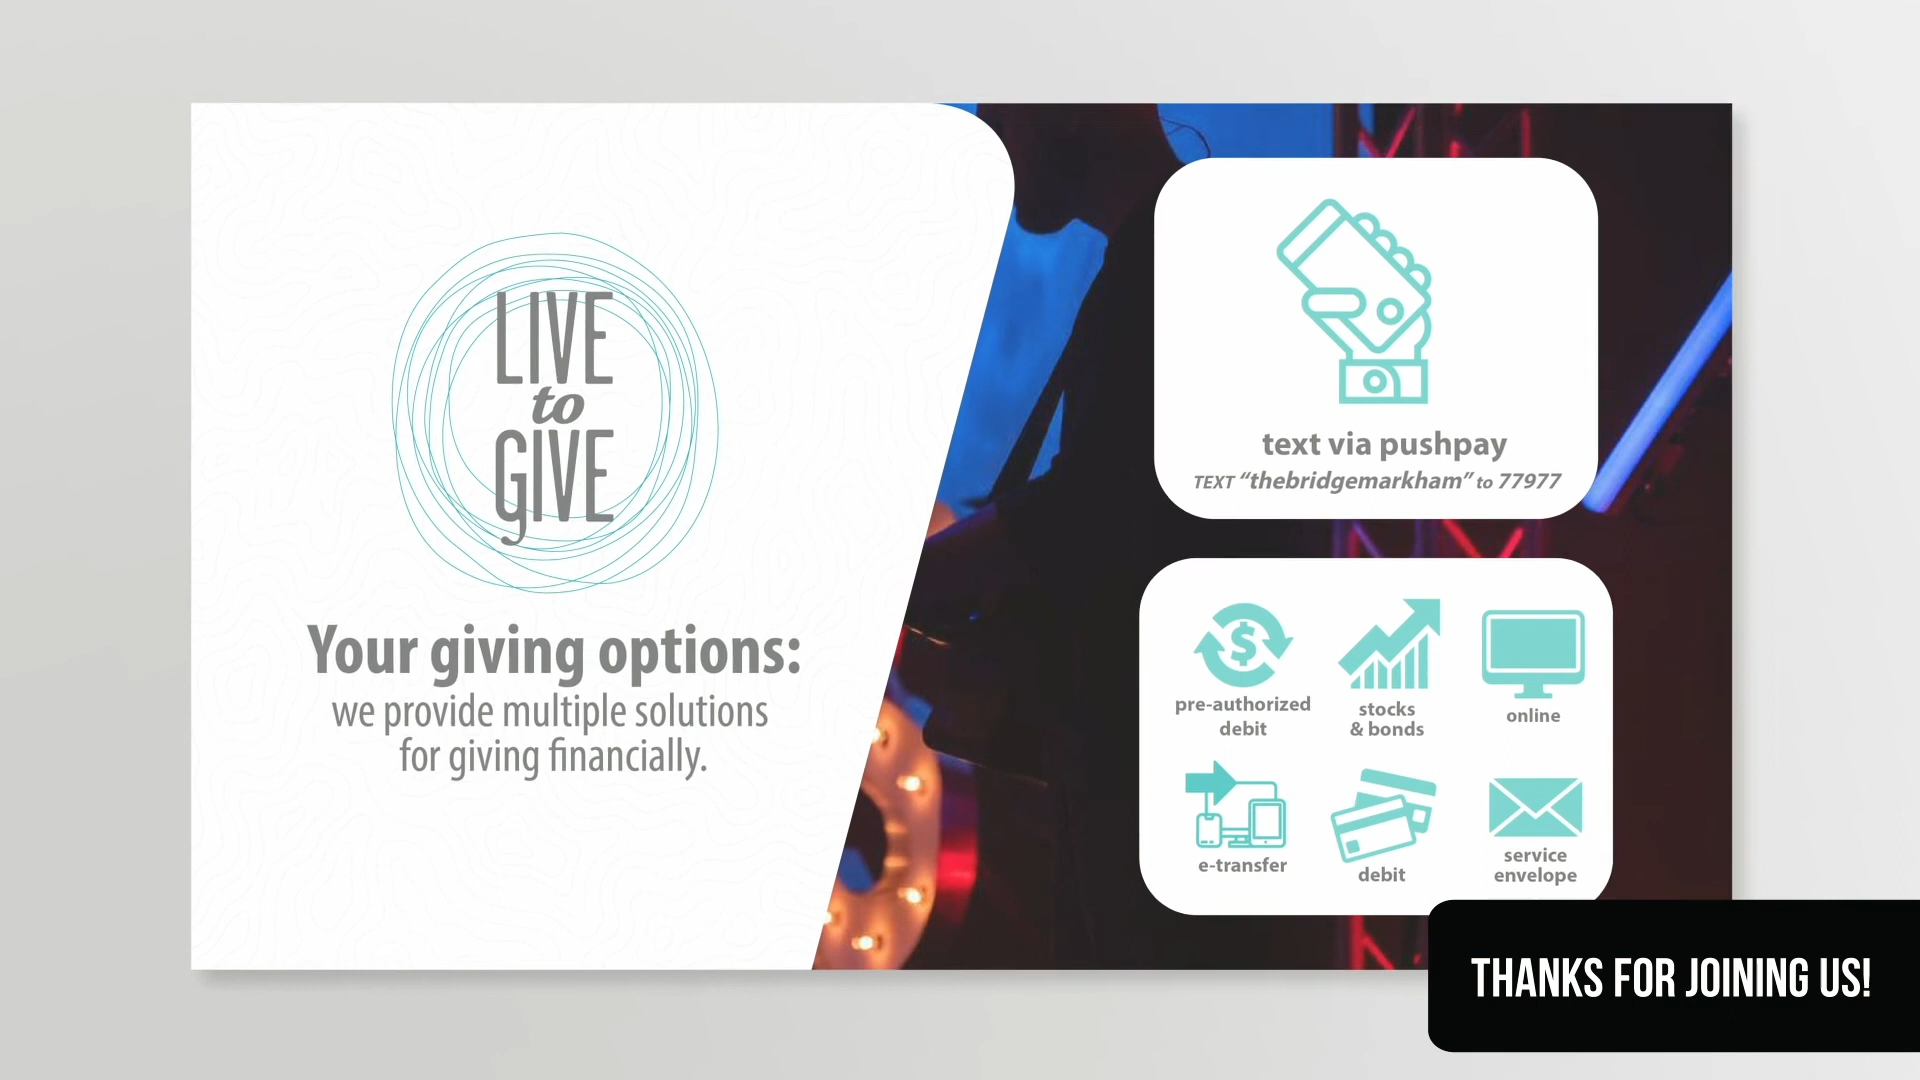 LIVE
to
GIVE
Your giving options:
we provide multiple solutions
for giving financially.
text via pushpay
TEXT “thebridgemarkham” to 77977
pre-authorized
debit
stocks
& bonds
online
e-transfer
debit
service
envelope
THANKS FOR JOINING US!